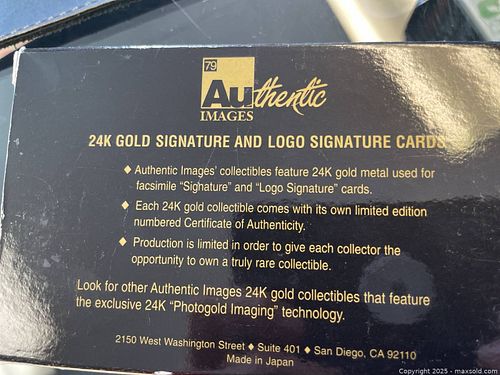 79
Authentic
IMAGES
24K GOLD SIGNATURE AND LOGO SIGNATURE CARDS
◆ Authentic Images' collectibles feature 24K gold metal used for
facsimile "Signature" and "Logo Signature" cards.
◆ Each 24K gold collectible comes with its own limited edition
numbered Certificate of Authenticity.
◆ Production is limited in order to give each collector the
opportunity to own a truly rare collectible.
Look for other Authentic Images 24K gold collectibles that feature
the exclusive 24K "Photogold Imaging" technology.
2150 West Washington Street ◆ Suite 401 ◆ San Diego, CA 92110
Made in Japan
Copyright 2025 - maxsold.com